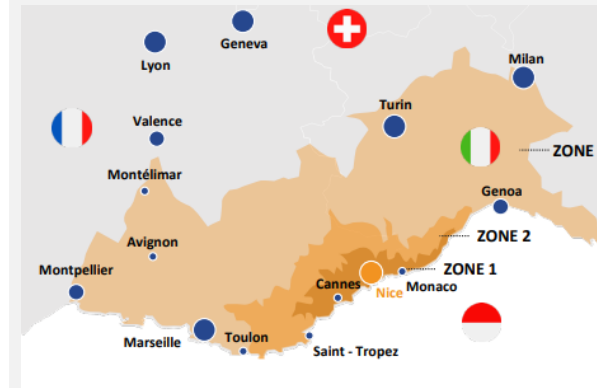 Geneva
Lyon
Milan
Turin
Valence
ZONE
Montélimar
Genoa
Avignon
ZONE 2
Montpellier
ZONE 1
Cannes
Nice
Monaco
Marseille
Toulon
Saint - Tropez